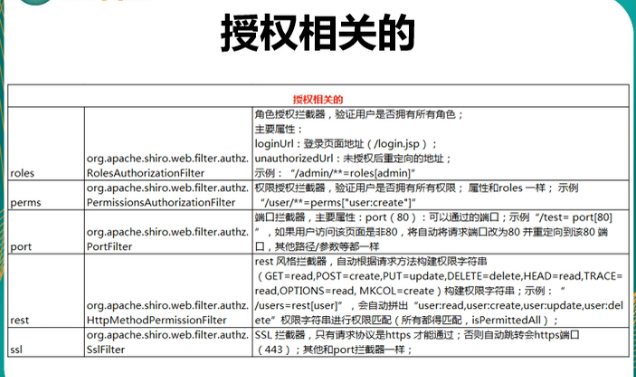 授权相关的
授权相关的
roles
org.apache.shiro.web.filter.authz.
RolesAuthorizationFilter
角色授权拦截器，验证用户是否拥有所有角色；
主要属性：
loginUrl：登录页面地址（/login.jsp）；
unauthorizedUrl：未授权后重定向的地址；
示例：“/admin/**=roles[admin]”
perms
org.apache.shiro.web.filter.authz.
PermissionsAuthorizationFilter
权限授权拦截器，验证用户是否拥有所有权限； 属性和roles 一样； 示例
“/user/**=perms["user:create"]”
port
org.apache.shiro.web.filter.authz.
PortFilter
端口拦截器，主要属性：port（80）：可以通过的端口；示例“/test= port[80]
”，如果用户访问该页面是非80，将自动将请求端口改为80 并重定向到该80 端
口，其他路径/参数等都一样
rest
org.apache.shiro.web.filter.authz.
HttpMethodPermissionFilter
rest 风格拦截器，自动根据请求方法构建权限字符串
（GET=read,POST=create,PUT=update,DELETE=delete,HEAD=read,TRACE=
read,OPTIONS=read, MKCOL=create）构建权限字符串；示例：“
/users=rest[user]”，会自动拼出“user:read,user:create,user:update,user:del
ete”权限字符串进行权限匹配（所有都得匹配，isPermittedAll）；
ssl
org.apache.shiro.web.filter.authz.
SslFilter
SSL 拦截器，只有请求协议是https 才能通过；否则自动跳转会https端口
（443）；其他和port拦截器一样；